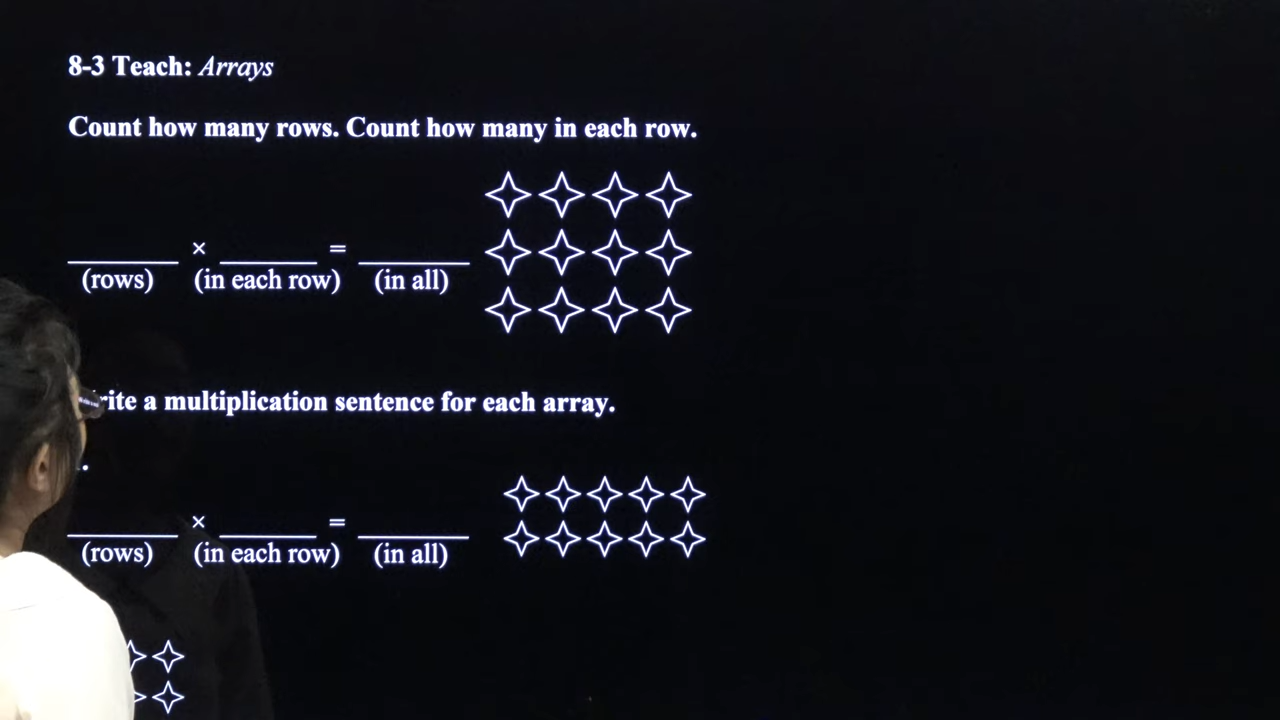 8-3 Teach: Arrays
Count how many rows. Count how many in each row.
× =
(rows) (in each row) (in all)
a multiplication sentence for each array.
× =
(rows) (in each row) (in all)